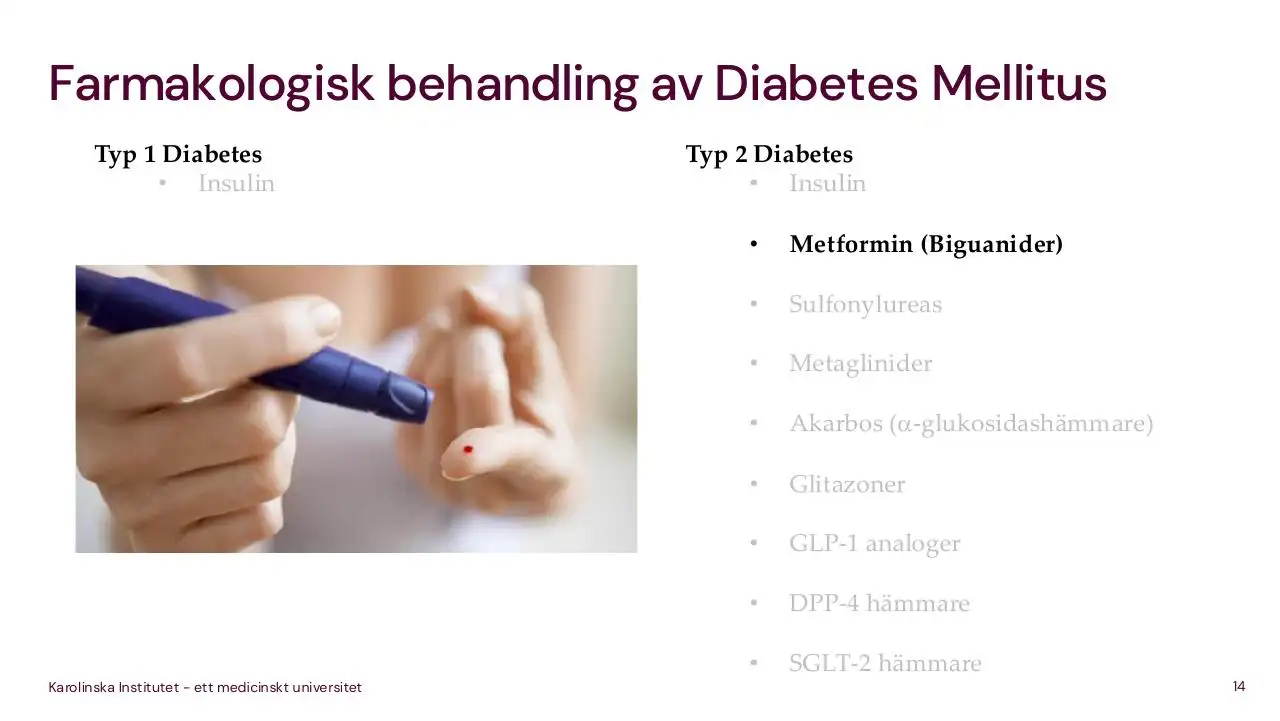 Farmakologisk behandling av Diabetes Mellitus
Typ 1 Diabetes
• Insulin
Typ 2 Diabetes
• Insulin
• Metformin (Biguanider)
• Sulfonylureas
• Metaglinider
• Akarbos (α-glukosidashämmare)
• Glitazoner
• GLP-1 analoger
• DPP-4 hämmare
• SGLT-2 hämmare
Karolinska Institutet - ett medicinskt universitet
14